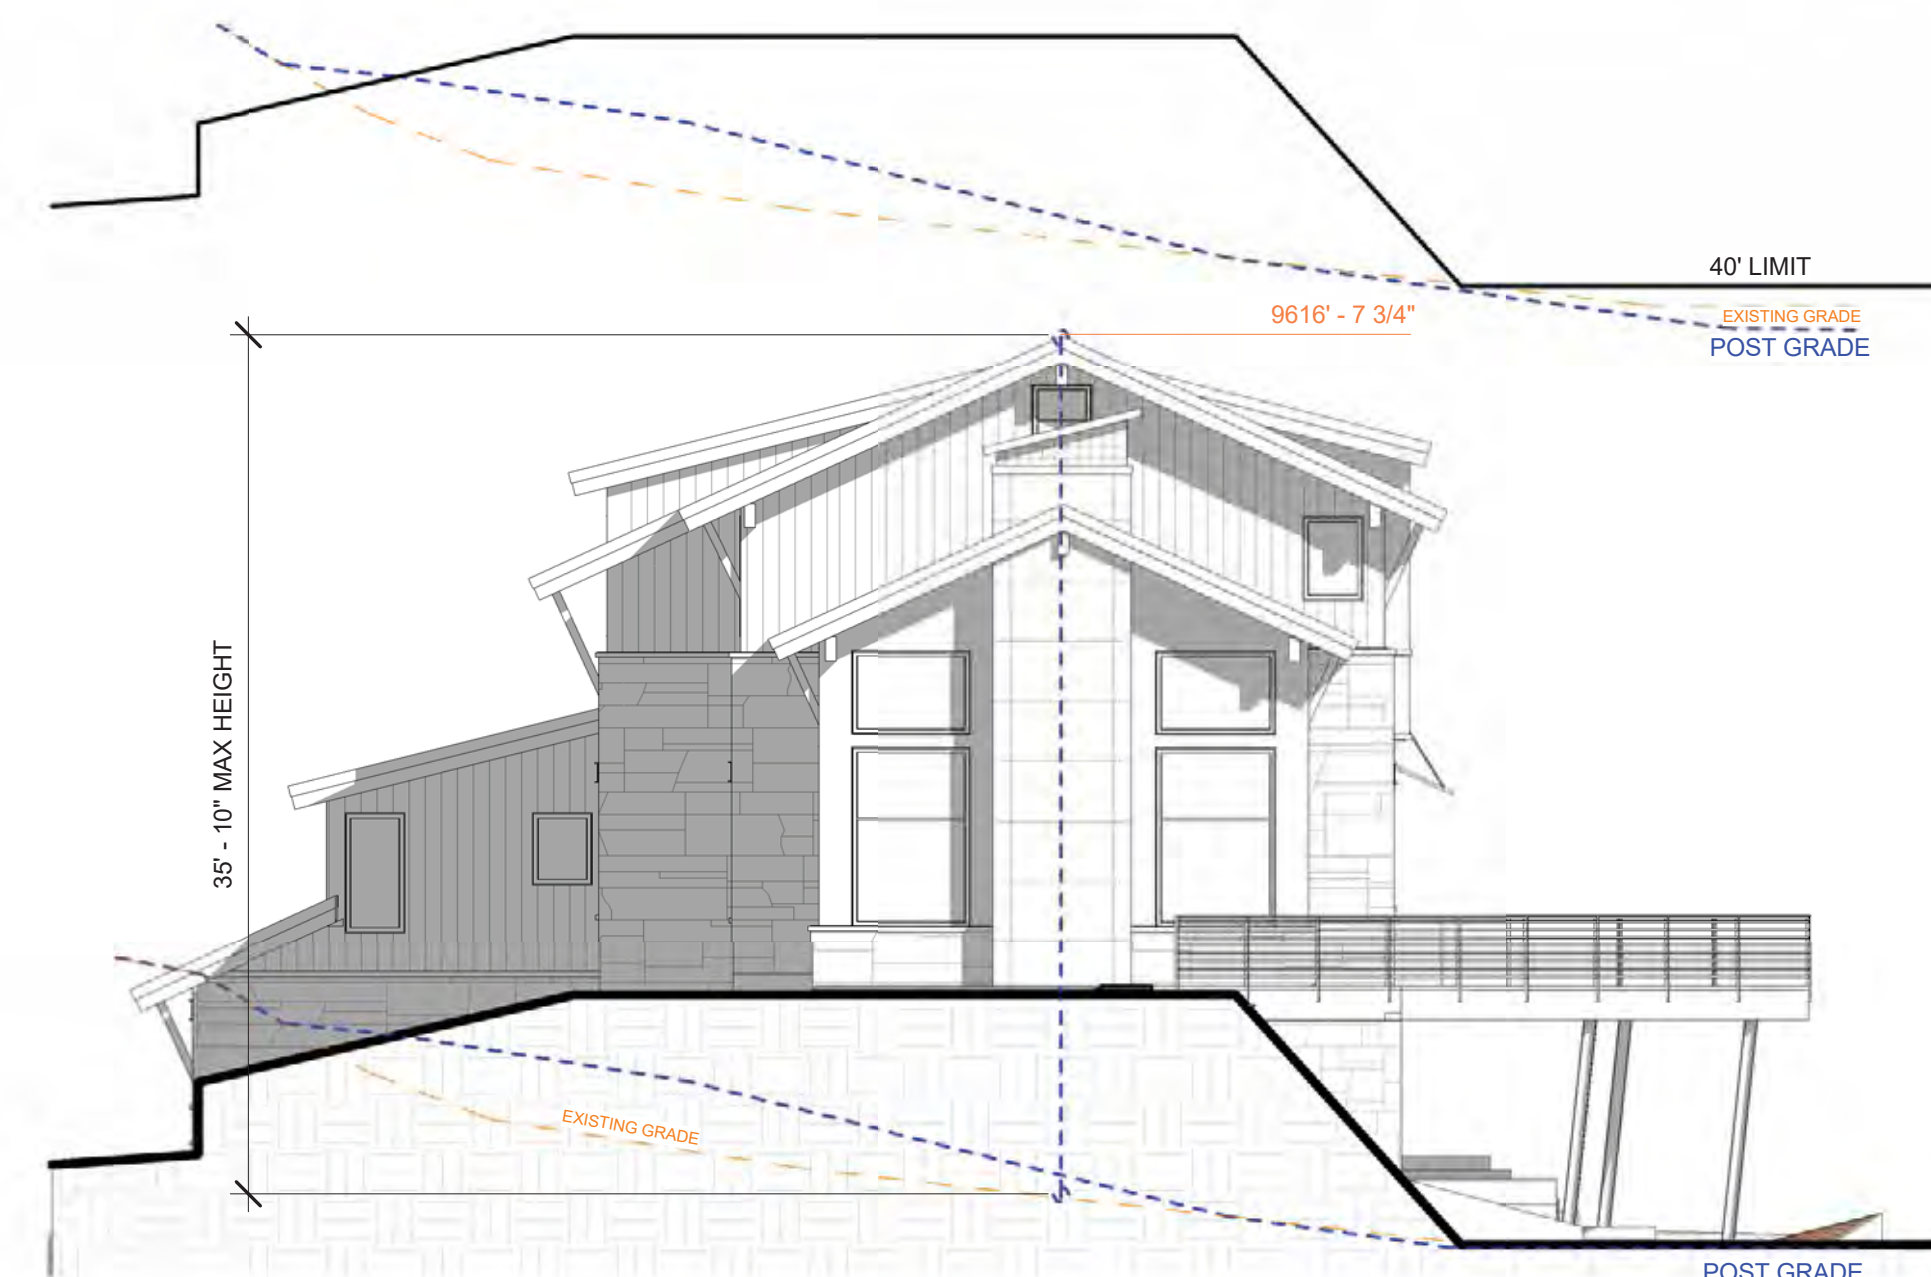 40' LIMIT
9616' - 7 3/4"
EXISTING GRADE
POST GRADE
35' - 10" MAX HEIGHT
EXISTING GRADE
POST GRADE